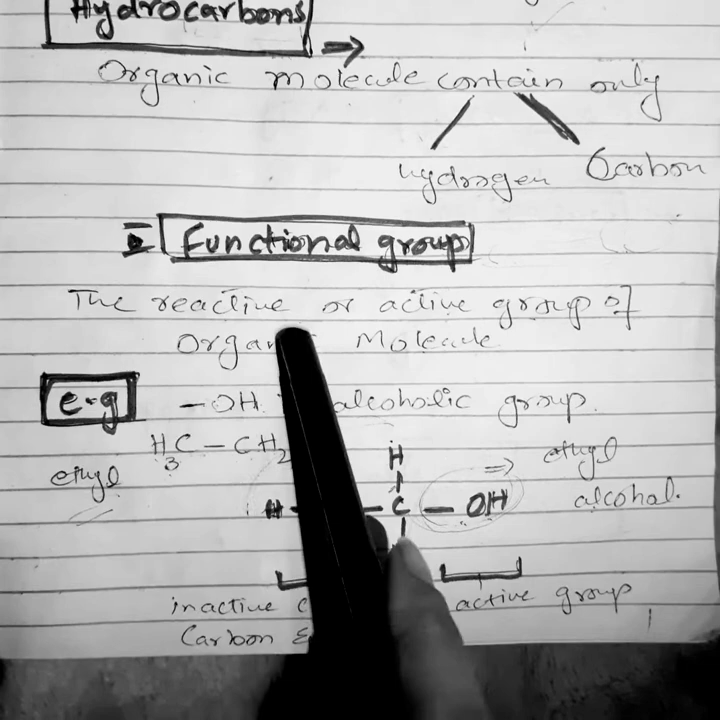 Hydrocarbons →
Organic molecule contain only
hydrogen Carbon
I Functional group
The reactive or active group of
Molecule
e-g -OH alcoholic group.
H3C-CH2
ethyl
H
⇒ ethyl
H - C - OH alcohal.
inactive active group
Carbon &